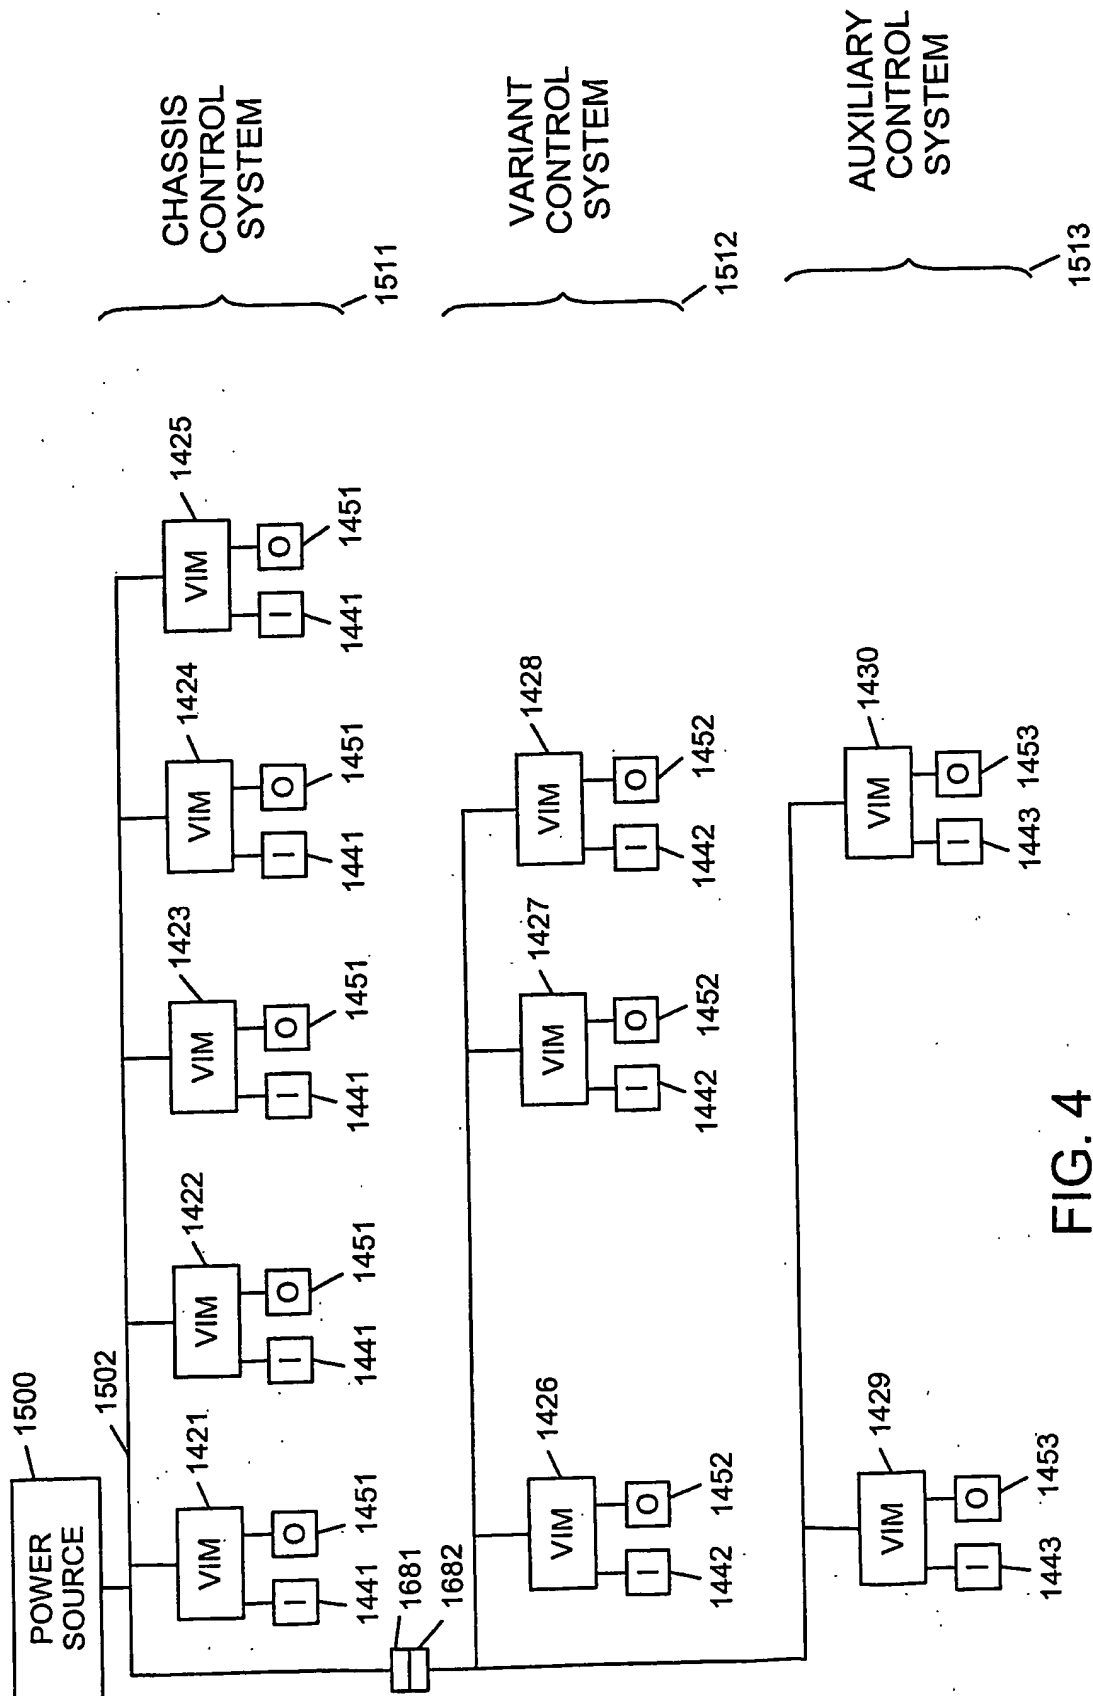 POWER
SOURCE
1500
1502
CHASSIS
CONTROL
SYSTEM
1511
VIM
1421
I
1441
O
1451
VIM
1422
I
1441
O
1451
VIM
1423
I
1441
O
1451
VIM
1424
I
1441
O
1451
VIM
1425
I
1441
O
1451
1681
1682
VARIANT
CONTROL
SYSTEM
1512
VIM
1426
I
1442
O
1452
VIM
1427
I
1442
O
1452
VIM
1428
I
1442
O
1452
AUXILIARY
CONTROL
SYSTEM
1513
VIM
1429
I
1443
O
1453
VIM
1430
I
1443
O
1453
FIG. 4